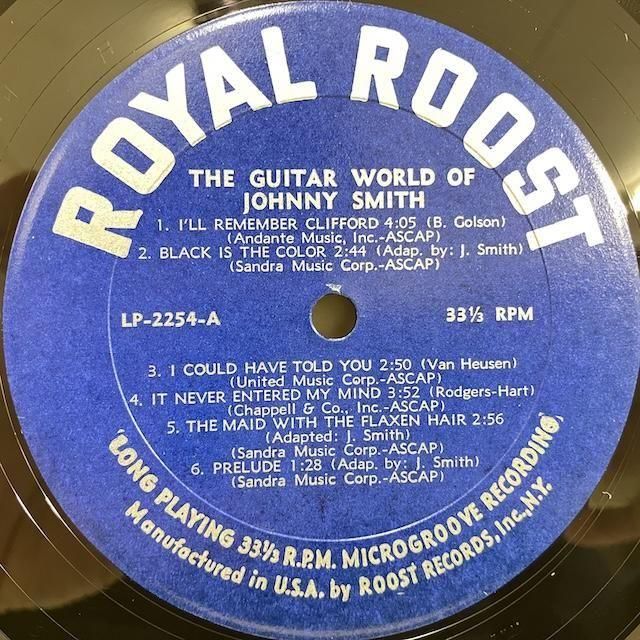 ROYAL ROOST
THE GUITAR WORLD OF
JOHNNY SMITH
1. I'LL REMEMBER CLIFFORD 4:05 (B. Golson)
(Andante Music, Inc.-ASCAP)
2. BLACK IS THE COLOR 2:44 (Adap. by: J. Smith)
(Sandra Music Corp.-ASCAP)
LP-2254-A
33⅓ RPM
3. I COULD HAVE TOLD YOU 2:50 (Van Heusen)
(United Music Corp.-ASCAP)
4. IT NEVER ENTERED MY MIND 3:52 (Rodgers-Hart)
(Chappell & Co., Inc.-ASCAP)
5. THE MAID WITH THE FLAXEN HAIR 2:56
(Adapted: J. Smith)
(Sandra Music Corp.-ASCAP)
6. PRELUDE 1:28 (Adap. by: J. Smith)
(Sandra Music Corp.-ASCAP)
'LONG PLAYING 33⅓ R.P.M. MICROGROOVE RECORDING'
Manufactured in U.S.A. by ROOST RECORDS, Inc., N.Y.